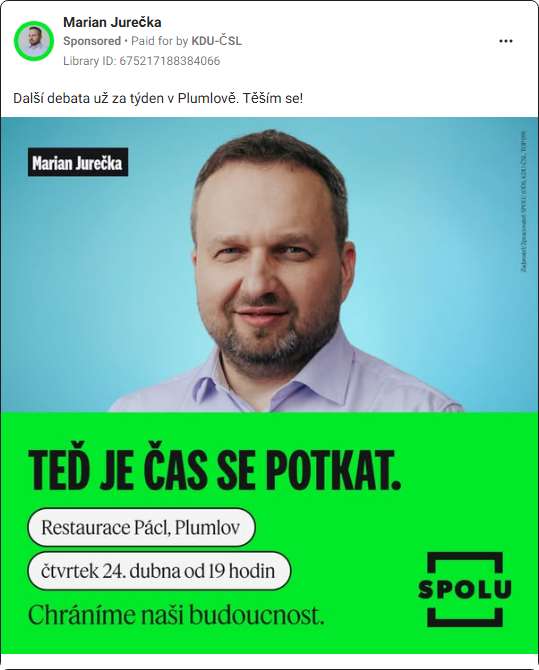 Marian Jurečka
Sponsored • Paid for by KDU-ČSL
Library ID: 675217188384066
Další debata už za týden v Plumlově. Těším se!
Marian Jurečka
Zadavatel/Zpracovatel: SPOLU (ODS, KDU-ČSL, TOP 09)
TEĎ JE ČAS SE POTKAT.
Restaurace Pácl, Plumlov
čtvrtek 24. dubna od 19 hodin
Chráníme naši budoucnost.
SPOLU